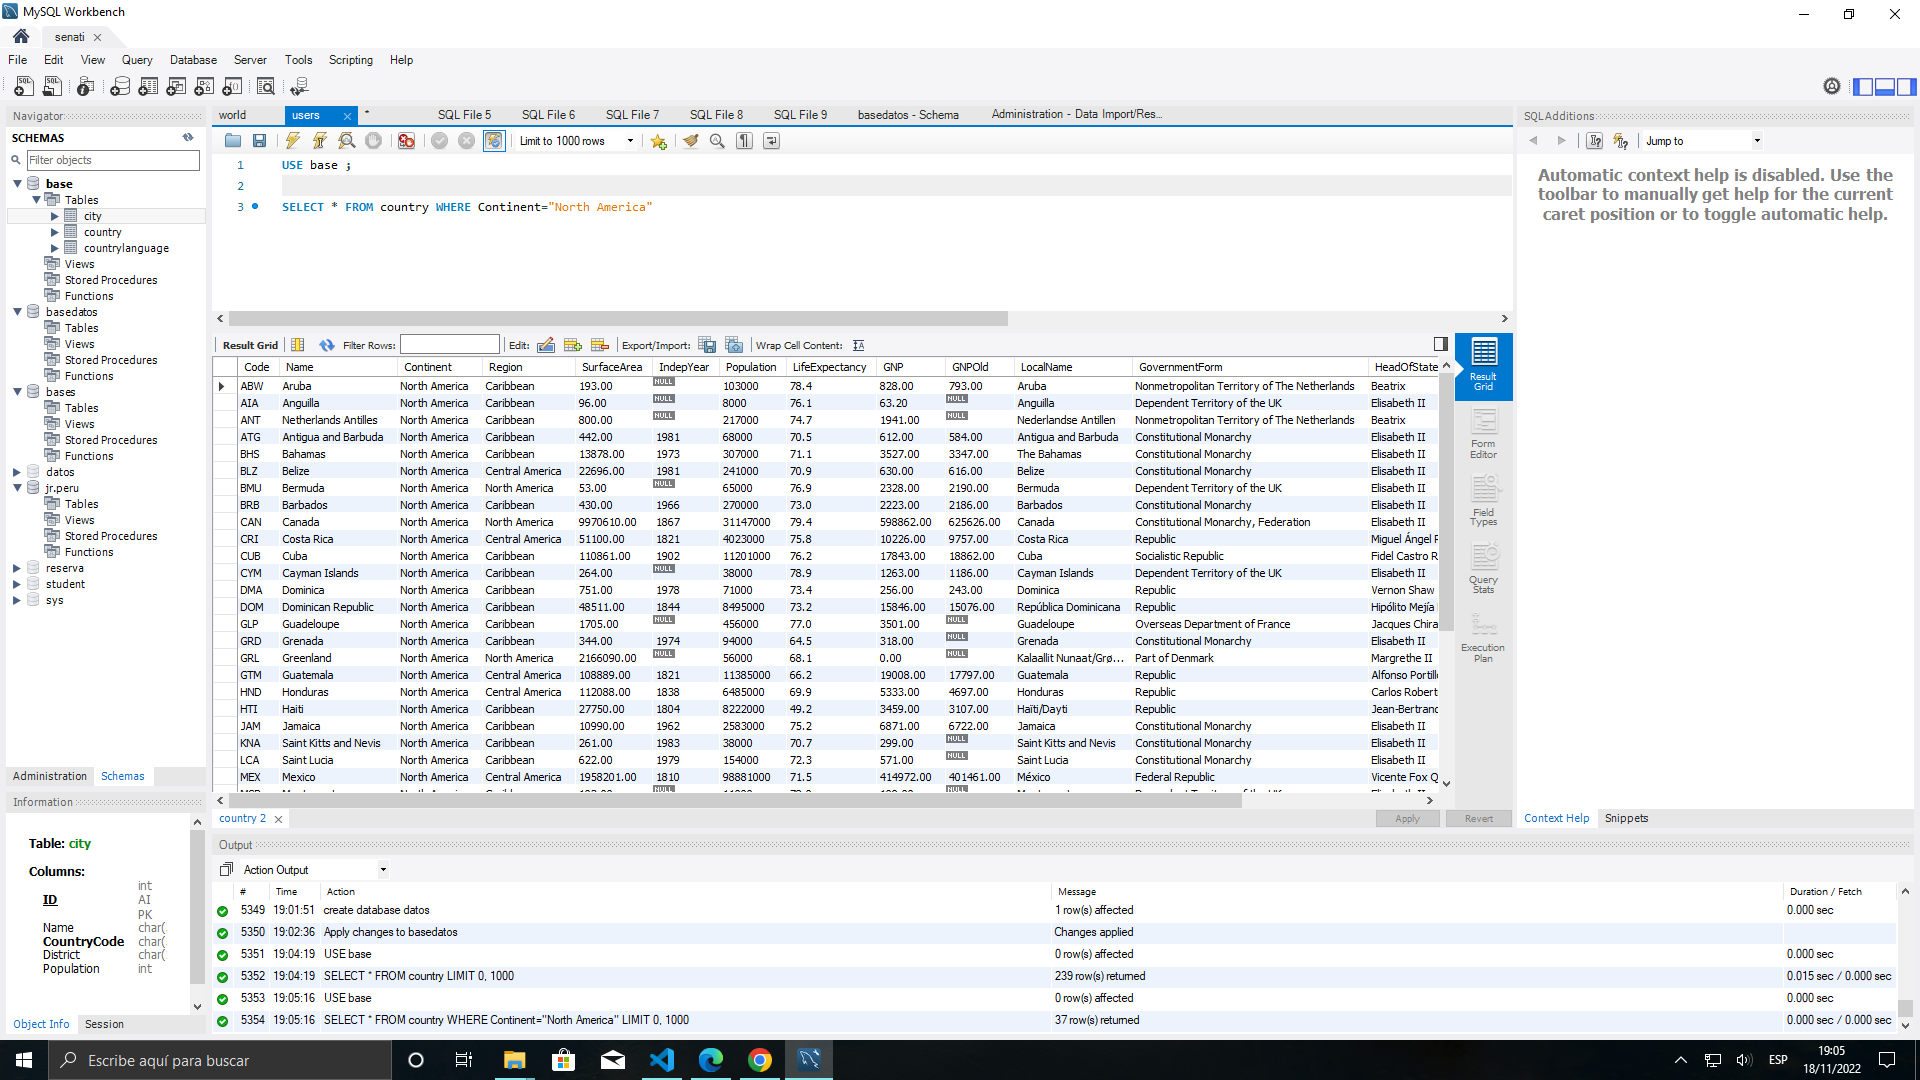 MySQL Workbench
senati
File Edit View Query Database Server Tools Scripting Help
Navigator
SCHEMAS
Filter objects
base
Tables
city
country
countrylanguage
Views
Stored Procedures
Functions
basedatos
Tables
Views
Stored Procedures
Functions
bases
Tables
Views
Stored Procedures
Functions
datos
jr.peru
Tables
Views
Stored Procedures
Functions
reserva
student
sys
Administration Schemas
Information
Table: city
Columns:
ID int AI PK
Name char(
CountryCode char(
District char(
Population int
Object Info Session
world users * SQL File 5 SQL File 6 SQL File 7 SQL File 8 SQL File 9 basedatos - Schema Administration - Data Import/Res...
Limit to 1000 rows
1 USE base ;
2
3 SELECT * FROM country WHERE Continent="North America"
Result Grid Filter Rows: Edit: Export/Import: Wrap Cell Content:
Code Name Continent Region SurfaceArea IndepYear Population LifeExpectancy GNP GNPOld LocalName GovernmentForm HeadOfState
ABW Aruba North America Caribbean 193.00 NULL 103000 78.4 828.00 793.00 Aruba Nonmetropolitan Territory of The Netherlands Beatrix
AIA Anguilla North America Caribbean 96.00 NULL 8000 76.1 63.20 NULL Anguilla Dependent Territory of the UK Elisabeth II
ANT Netherlands Antilles North America Caribbean 800.00 NULL 217000 74.7 1941.00 NULL Nederlandse Antillen Nonmetropolitan Territory of The Netherlands Beatrix
ATG Antigua and Barbuda North America Caribbean 442.00 1981 68000 70.5 612.00 584.00 Antigua and Barbuda Constitutional Monarchy Elisabeth II
BHS Bahamas North America Caribbean 13878.00 1973 307000 71.1 3527.00 3347.00 The Bahamas Constitutional Monarchy Elisabeth II
BLZ Belize North America Central America 22696.00 1981 241000 70.9 630.00 616.00 Belize Constitutional Monarchy Elisabeth II
BMU Bermuda North America North America 53.00 NULL 65000 76.9 2328.00 2190.00 Bermuda Dependent Territory of the UK Elisabeth II
BRB Barbados North America Caribbean 430.00 1966 270000 73.0 2223.00 2186.00 Barbados Constitutional Monarchy Elisabeth II
CAN Canada North America North America 9970610.00 1867 31147000 79.4 598862.00 625626.00 Canada Constitutional Monarchy, Federation Elisabeth II
CRI Costa Rica North America Central America 51100.00 1821 4023000 75.8 10226.00 9757.00 Costa Rica Republic Miguel Ángel
CUB Cuba North America Caribbean 110861.00 1902 11201000 76.2 17843.00 18862.00 Cuba Socialistic Republic Fidel Castro R
CYM Cayman Islands North America Caribbean 264.00 NULL 38000 78.9 1263.00 1186.00 Cayman Islands Dependent Territory of the UK Elisabeth II
DMA Dominica North America Caribbean 751.00 1978 71000 73.4 256.00 243.00 Dominica Republic Vernon Shaw
DOM Dominican Republic North America Caribbean 48511.00 1844 8495000 73.2 15846.00 15076.00 República Dominicana Republic Hipólito Mejía
GLP Guadeloupe North America Caribbean 1705.00 NULL 456000 77.0 3501.00 NULL Guadeloupe Overseas Department of France Jacques Chira
GRD Grenada North America Caribbean 344.00 1974 94000 64.5 318.00 NULL Grenada Constitutional Monarchy Elisabeth II
GRL Greenland North America North America 2166090.00 NULL 56000 68.1 0.00 NULL Kalaallit Nunaat/Grø... Part of Denmark Margrethe II
GTM Guatemala North America Central America 108889.00 1821 11385000 66.2 19008.00 17797.00 Guatemala Republic Alfonso Portill
HND Honduras North America Central America 112088.00 1838 6485000 69.9 5333.00 4697.00 Honduras Republic Carlos Robert
HTI Haiti North America Caribbean 27750.00 1804 8222000 49.2 3459.00 3107.00 Haïti/Dayti Republic Jean-Bertrand
JAM Jamaica North America Caribbean 10990.00 1962 2583000 75.2 6871.00 6722.00 Jamaica Constitutional Monarchy Elisabeth II
KNA Saint Kitts and Nevis North America Caribbean 261.00 1983 38000 70.7 299.00 NULL Saint Kitts and Nevis Constitutional Monarchy Elisabeth II
LCA Saint Lucia North America Caribbean 622.00 1979 154000 72.3 571.00 NULL Saint Lucia Constitutional Monarchy Elisabeth II
MEX Mexico North America Central America 1958201.00 1810 98881000 71.5 414972.00 401461.00 México Federal Republic Vicente Fox Q
country 2
Apply Revert
Result Grid
Form Editor
Field Types
Query Stats
Execution Plan
SQLAdditions
Jump to
Automatic context help is disabled. Use the
toolbar to manually get help for the current
caret position or to toggle automatic help.
Context Help Snippets
Output
Action Output
# Time Action Message Duration / Fetch
5349 19:01:51 create database datos 1 row(s) affected 0.000 sec
5350 19:02:36 Apply changes to basedatos Changes applied
5351 19:04:19 USE base 0 row(s) affected 0.000 sec
5352 19:04:19 SELECT * FROM country LIMIT 0, 1000 239 row(s) returned 0.015 sec / 0.000 sec
5353 19:05:16 USE base 0 row(s) affected 0.000 sec
5354 19:05:16 SELECT * FROM country WHERE Continent="North America" LIMIT 0, 1000 37 row(s) returned 0.000 sec / 0.000 sec
Escribe aquí para buscar
ESP
19:05
18/11/2022